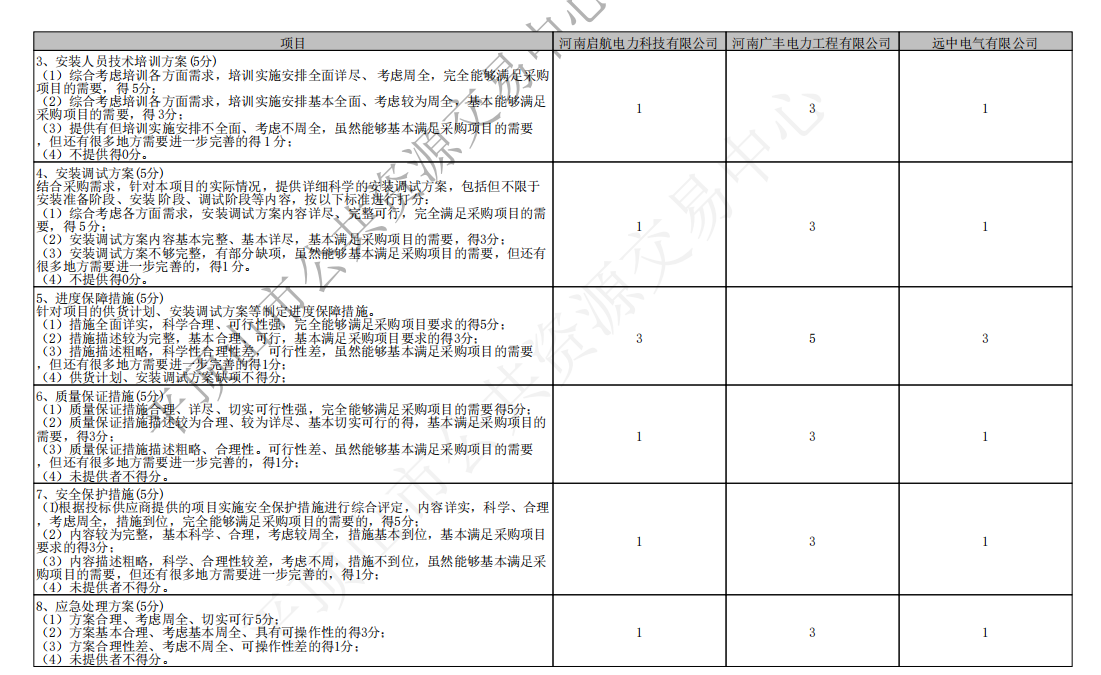 项目 河南启航电力科技有限公司 河南广丰电力工程有限公司 远中电气有限公司
3、安装人员技术培训方案(5分)
(1) 综合考虑培训各方面需求，培训实施安排全面详尽、考虑周全，完全能够满足采购
项目的需要，得 5分;
(2) 综合考虑培训各方面需求，培训实施安排基本全面、考虑较为周全，基本能够满足
采购项目的需要，得 3分;
(3) 提供有但培训实施安排不全面、考虑不周全，虽然能够基本满足采购项目的需要
，但还有很多地方需要进一步完善的得 1 分;
(4) 不提供得0分。
1 3 1
4、安装调试方案(5分)
结合采购需求，针对本项目的实际情况，提供详细科学的安装调试方案，包括但不限于
安装准备阶段、安装 阶段、调试阶段等内容，按以下标准进行打分:
(1) 综合考虑各方面需求，安装调试方案内容详尽、完整可行，完全满足采购项目的需
要，得 5 分;
(2) 安装调试方案内容基本完整、基本详尽，基本满足采购项目的需要，得3分;
(3) 安装调试方案不够完整，有部分缺项，虽然能够基本满足采购项目的需要，但还有
很多地方需要进一步完善的，得1 分。
(4) 不提供得0分。
1 3 1
5、进度保障措施(5分)
针对项目的供货计划、安装调试方案等制定进度保障措施。
(1) 措施全面详实，科学合理、可行性强，完全能够满足采购项目要求的得5分;
(2) 措施描述较为完整，基本合理、可行，基本满足采购项目要求的得3分;
(3) 措施描述粗略，科学性合理性差，可行性差，虽然能够基本满足采购项目的需要
，但还有很多地方需要进一步完善的得1分;
(4) 供货计划、安装调试方案缺项不得分;
3 5 3
6、质量保证措施(5分)
(1) 质量保证措施合理、详尽、切实可行性强，完全能够满足采购项目的需要得5分;
(2) 质量保证措施描述较为合理、较为详尽、基本切实可行的得，基本满足采购项目的
需要，得3分;
(3) 质量保证措施描述粗略、合理性。可行性差、虽然能够基本满足采购项目的需要
，但还有很多地方需要进一步完善的，得1分;
(4) 未提供者不得分。
1 3 1
7、安全保护措施(5分)
(1)根据投标供应商提供的项目实施安全保护措施进行综合评定，内容详实，科学、合理
，考虑周全，措施到位，完全能够满足采购项目的需要的，得5分;
(2) 内容较为完整，基本科学、合理，考虑较周全，措施基本到位，基本满足采购项目
要求的得3分;
(3) 内容描述粗略，科学、合理性较差，考虑不周，措施不到位，虽然能够基本满足采
购项目的需要，但还有很多地方需要进一步完善的，得1分;
(4) 未提供者不得分。
1 3 1
8、应急处理方案(5分)
(1) 方案合理、考虑周全、切实可行5分;
(2) 方案基本合理、考虑基本周全、具有可操作性的得3分;
(3) 方案合理性差、考虑不周全、可操作性差的得1分;
(4) 未提供者不得分。
1 3 1
平顶山市公共资源交易中心
平顶山市公共资源交易中心